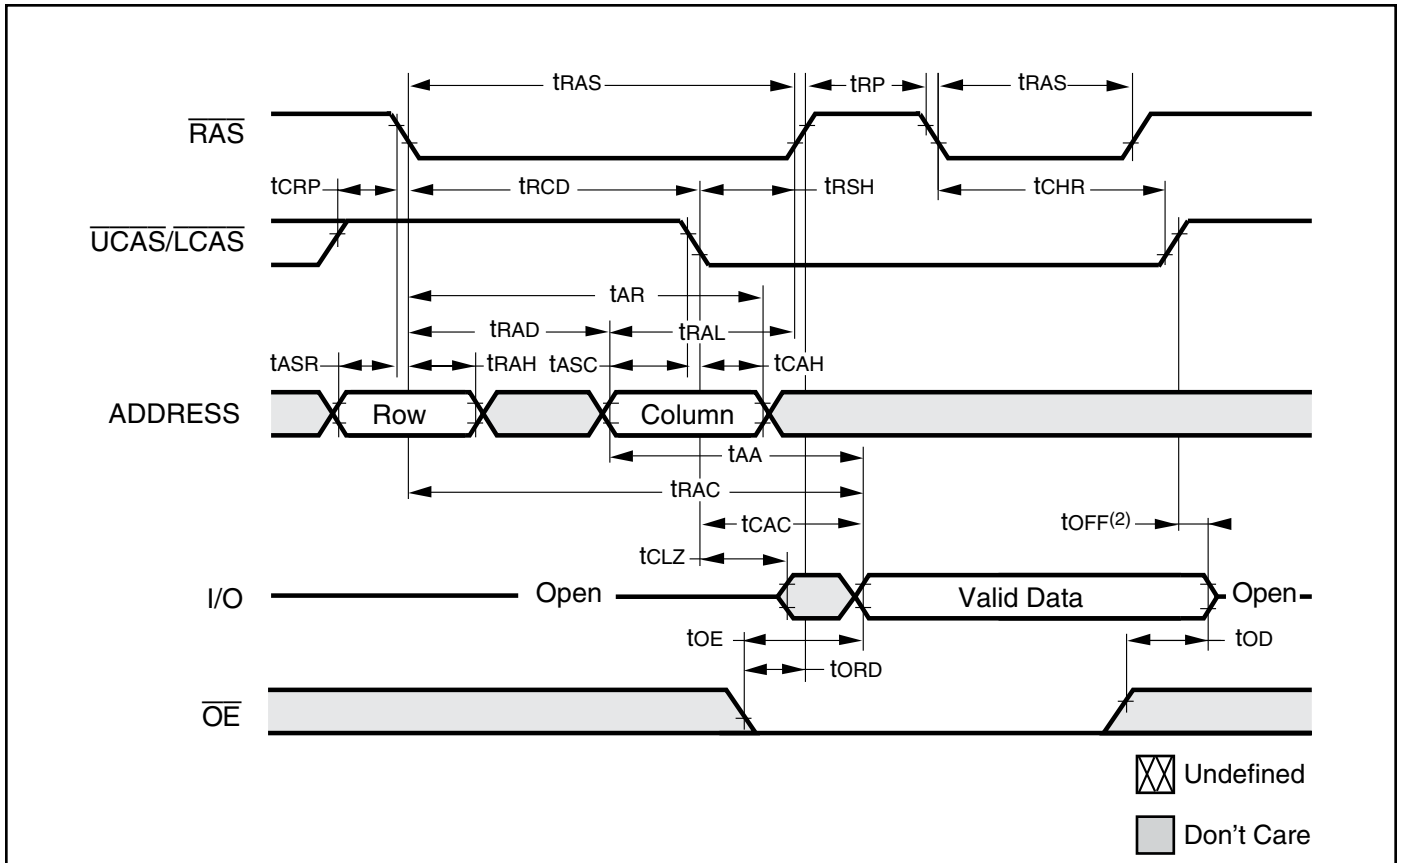 tRAS tRP tRAS
RAS
tCRP tRCD tRSH tCHR
UCAS/LCAS
tAR
tRAD tRAL
tASR tRAH tASC tCAH
ADDRESS Row Column
tAA
tRAC
tCAC tOFF(2)
tCLZ
I/O Open Valid Data Open
tOE tOD
tORD
OE
Undefined
Don't Care